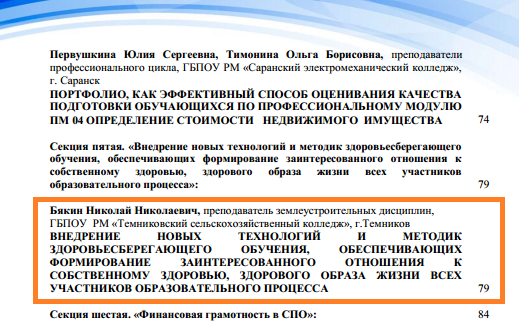 Первушкина Юлия Сергеевна, Тимонина Ольга Борисовна, преподаватели
профессионального цикла, ГБПОУ РМ «Саранский электромеханический колледж»,
г. Саранск
ПОРТФОЛИО, КАК ЭФФЕКТИВНЫЙ СПОСОБ ОЦЕНИВАНИЯ КАЧЕСТВА
ПОДГОТОВКИ ОБУЧАЮЩИХСЯ ПО ПРОФЕССИОНАЛЬНОМУ МОДУЛЮ
ПМ 04 ОПРЕДЕЛЕНИЕ СТОИМОСТИ НЕДВИЖИМОГО ИМУЩЕСТВА 74
Секция пятая. «Внедрение новых технологий и методик здоровьесберегающего
обучения, обеспечивающих формирование заинтересованного отношения к
собственному здоровью, здорового образа жизни всех участников
образовательного процесса»: 79
Бякин Николай Николаевич, преподаватель землеустроительных дисциплин,
ГБПОУ РМ «Темниковский сельскохозяйственный колледж», г.Темников
ВНЕДРЕНИЕ НОВЫХ ТЕХНОЛОГИЙ И МЕТОДИК
ЗДОРОВЬЕСБЕРЕГАЮЩЕГО ОБУЧЕНИЯ, ОБЕСПЕЧИВАЮЩИХ
ФОРМИРОВАНИЕ ЗАИНТЕРЕСОВАННОГО ОТНОШЕНИЯ К
СОБСТВЕННОМУ ЗДОРОВЬЮ, ЗДОРОВОГО ОБРАЗА ЖИЗНИ ВСЕХ
УЧАСТНИКОВ ОБРАЗОВАТЕЛЬНОГО ПРОЦЕССА 79
Секция шестая. «Финансовая грамотность в СПО»: 84